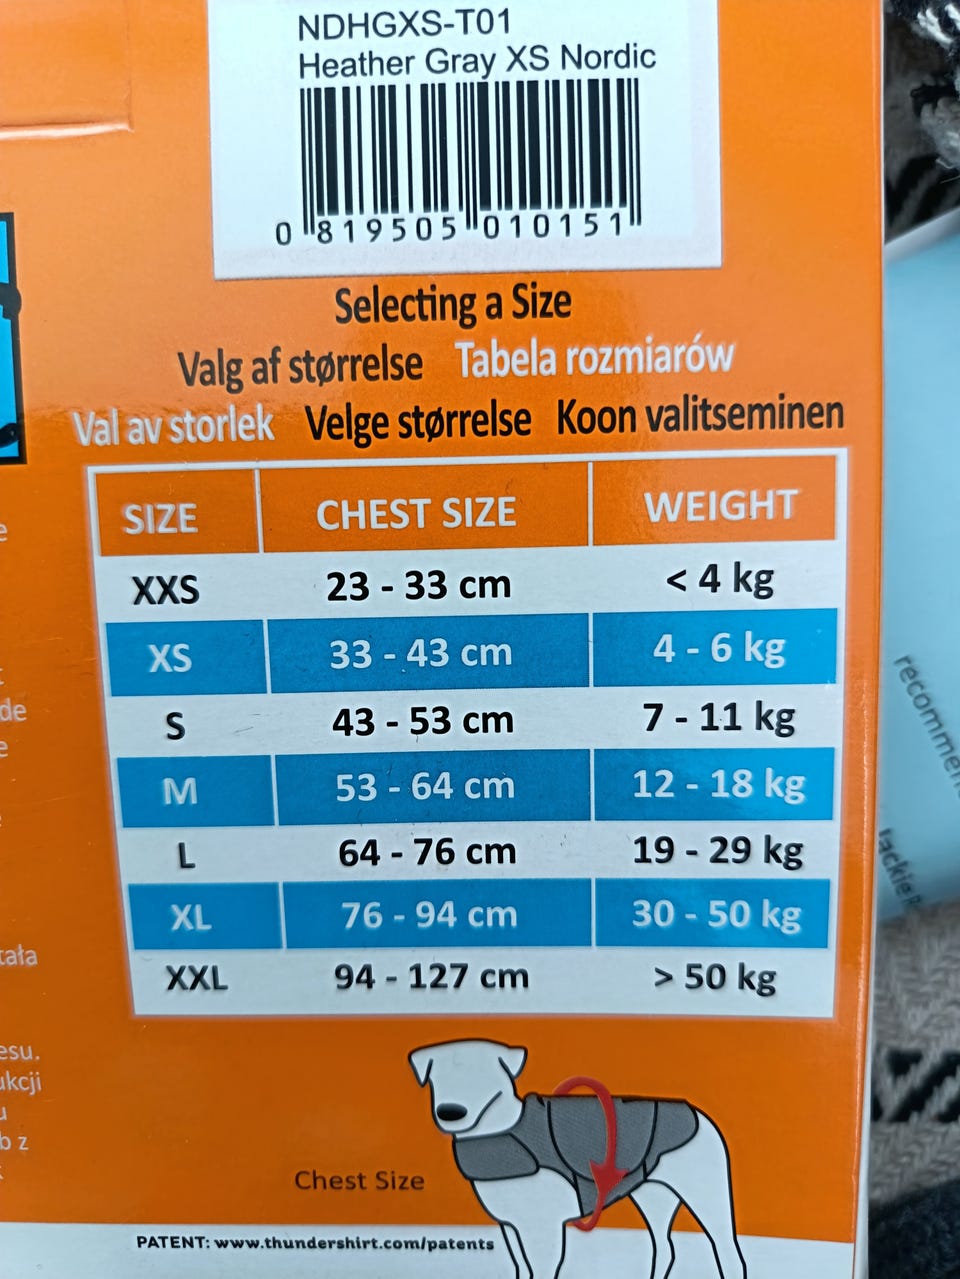 NDHGXS-T01
Heather Gray XS Nordic
0 819505 010151
Selecting a Size
Valg af størrelse Tabela rozmiarów
Val av storlek Velge størrelse Koon valitseminen
SIZE CHEST SIZE WEIGHT
XXS 23 - 33 cm < 4 kg
XS 33 - 43 cm 4 - 6 kg
S 43 - 53 cm 7 - 11 kg
M 53 - 64 cm 12 - 18 kg
L 64 - 76 cm 19 - 29 kg
XL 76 - 94 cm 30 - 50 kg
XXL 94 - 127 cm > 50 kg
Chest Size
PATENT: www.thundershirt.com/patents
de
b z